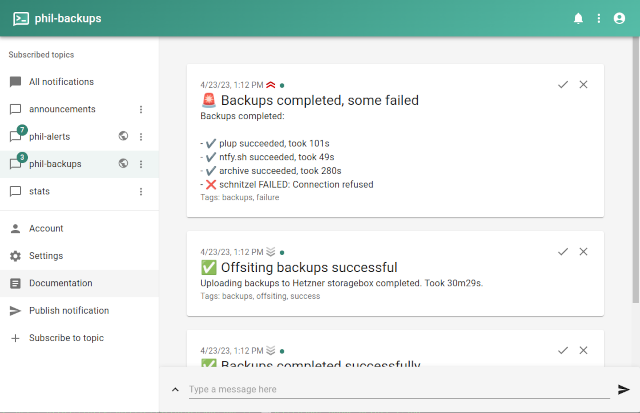 phil-backups
Subscribed topics
All notifications
announcements
7
phil-alerts
3
phil-backups
stats
Account
Settings
Documentation
Publish notification
Subscribe to topic
4/23/23, 1:12 PM
🚨 Backups completed, some failed
Backups completed:
- ✔ plup succeeded, took 101s
- ✔ ntfy.sh succeeded, took 49s
- ✔ archive succeeded, took 280s
- ❌ schnitzel FAILED: Connection refused
Tags: backups, failure
4/23/23, 1:12 PM
✅ Offsiting backups successful
Uploading backups to Hetzner storagebox completed. Took 30m29s.
Tags: backups, offsiting, success
4/23/23, 1:12 PM
✅ Backups completed successfully
Type a message here